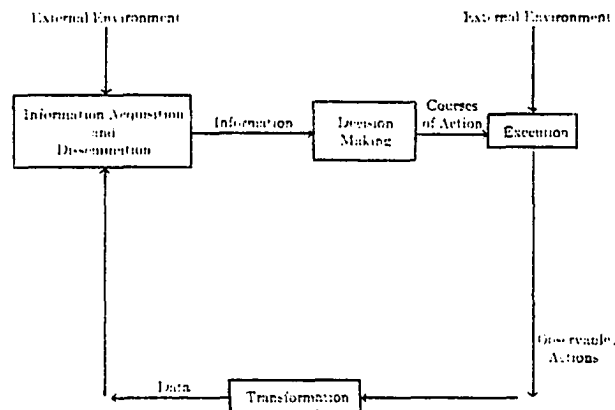 External Environment
External Environment
Information Acquisition
and
Dissemination
Information
Decision
Making
Courses
of Action
Execution
Observable
Actions
Transformation
Data